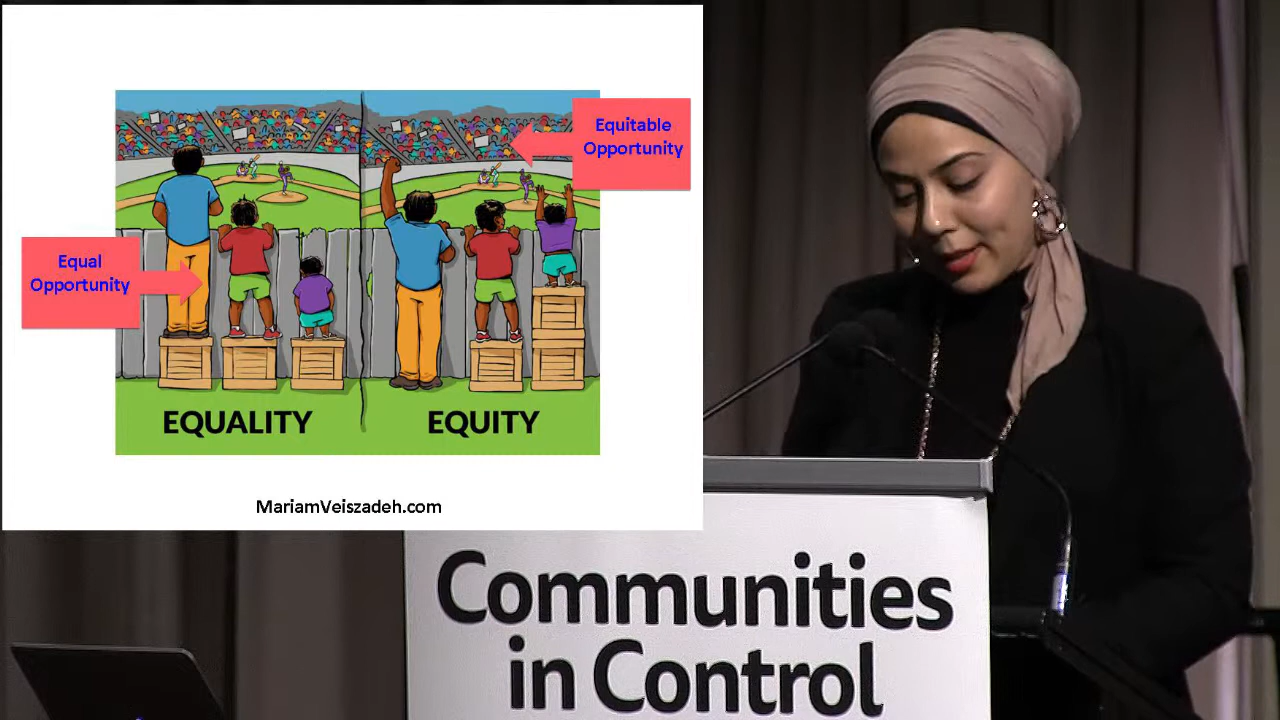 Equitable
Opportunity
Equal
Opportunity
EQUALITY
EQUITY
MariamVeiszadeh.com
Communities
in Control